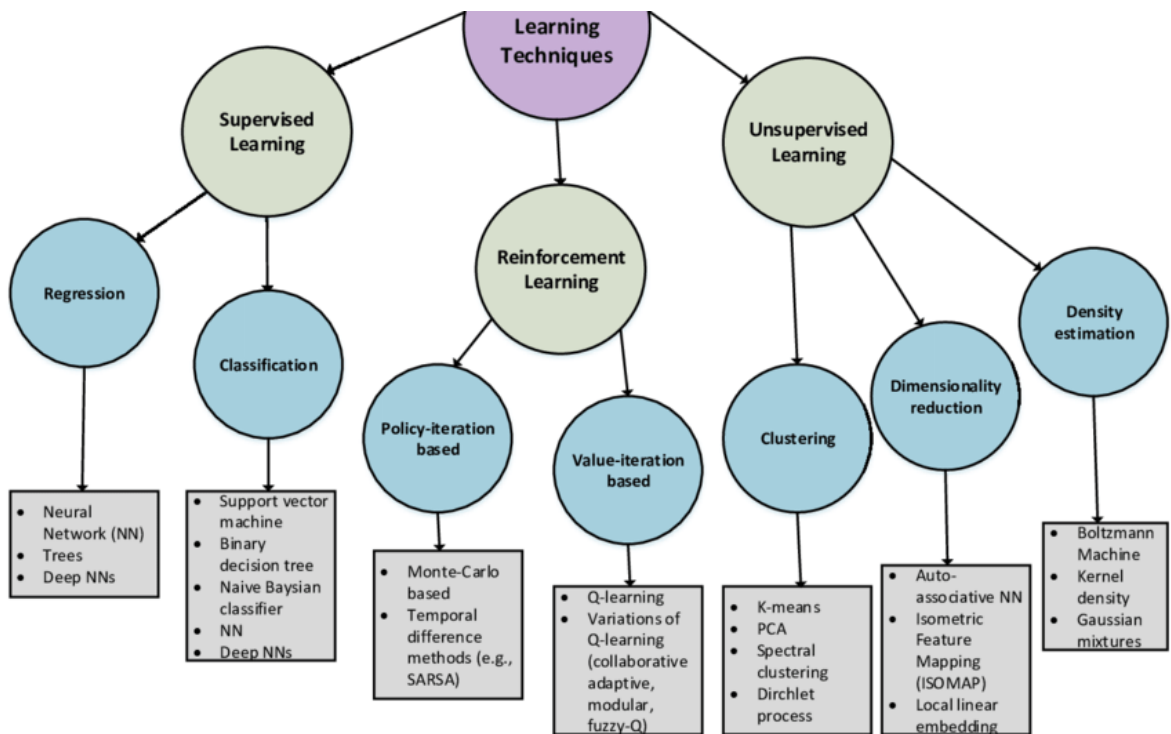 Learning
Techniques
Supervised
Learning
Unsupervised
Learning
Reinforcement
Learning
Regression
Classification
Policy-iteration
based
Value-iteration
based
Clustering
Dimensionality
reduction
Density
estimation
• Neural
Network (NN)
• Trees
• Deep NNs
• Support vector
machine
• Binary
decision tree
• Naive Baysian
classifier
• NN
• Deep NNs
• Monte-Carlo
based
• Temporal
difference
methods (e.g.,
SARSA)
• Q-learning
• Variations of
Q-learning
(collaborative
adaptive,
modular,
fuzzy-Q)
• K-means
• PCA
• Spectral
clustering
• Dirchlet
process
• Auto-
associative NN
• Isometric
Feature
Mapping
(ISOMAP)
• Local linear
embedding
• Boltzmann
Machine
• Kernel
density
• Gaussian
mixtures